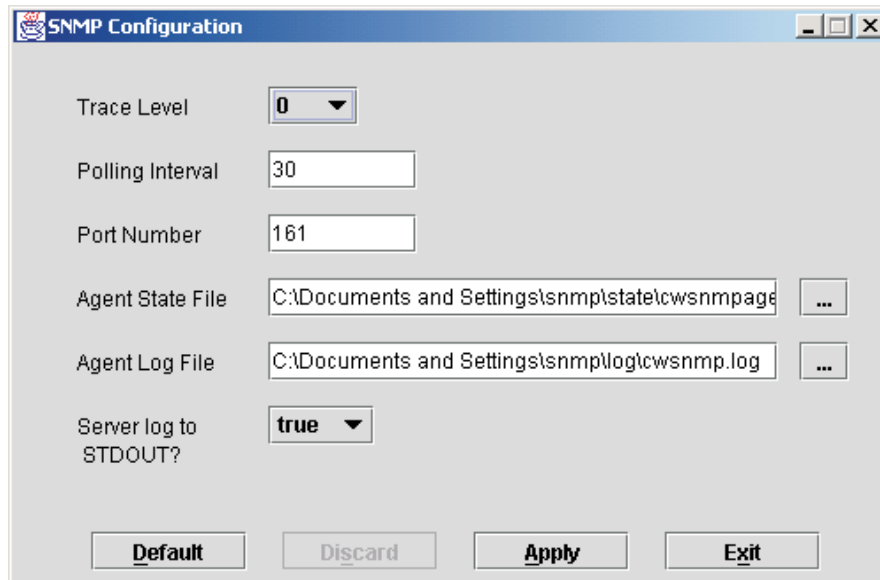 SNMP Configuration
Trace Level 0
Polling Interval 30
Port Number 161
Agent State File C:\Documents and Settings\snmp\state\cwsnmpage ...
Agent Log File C:\Documents and Settings\snmp\log\cwsnmp.log ...
Server log to true
STDOUT?
Default Discard Apply Exit